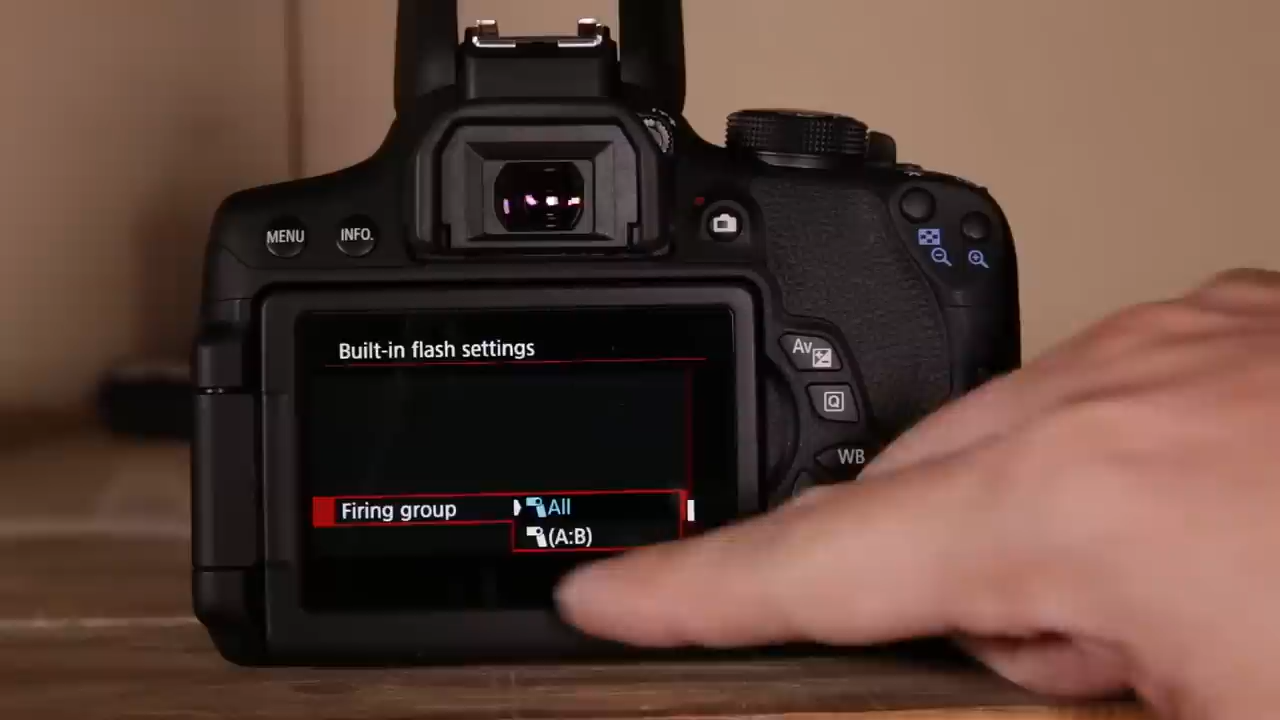 MENU
INFO.
Av
Q
WB
Built-in flash settings
Firing group
All
(A:B)